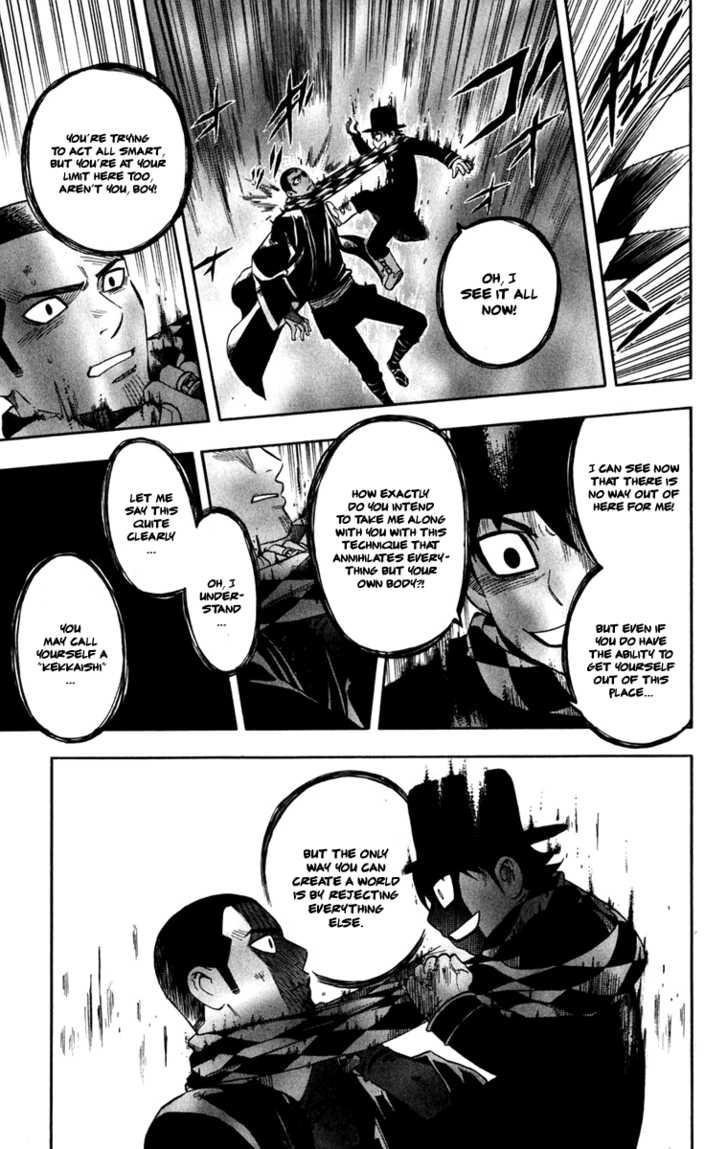 OH, I
SEE IT ALL
NOW!
YOU'RE TRYING
TO ACT ALL SMART,
BUT YOU'RE AT YOUR
LIMIT HERE TOO,
AREN'T YOU, BOY!
I CAN SEE NOW
THAT THERE IS
NO WAY OUT OF
HERE FOR ME!
BUT EVEN IF
YOU DO HAVE
THE ABILITY TO
GET YOURSELF
OUT OF THIS
PLACE...
HOW EXACTLY
DO YOU INTEND
TO TAKE ME ALONG
WITH YOU WITH THIS
TECHNIQUE THAT
ANNIHILATES EVERY-
THING BUT YOUR
OWN BODY?!
OH, I
UNDER-
STAND
...
LET ME
SAY THIS
QUITE
CLEARLY
...
YOU
MAY CALL
YOURSELF A
"KEKKAISHI"
...
BUT THE ONLY
WAY YOU CAN
CREATE A WORLD
IS BY REJECTING
EVERYTHING
ELSE.